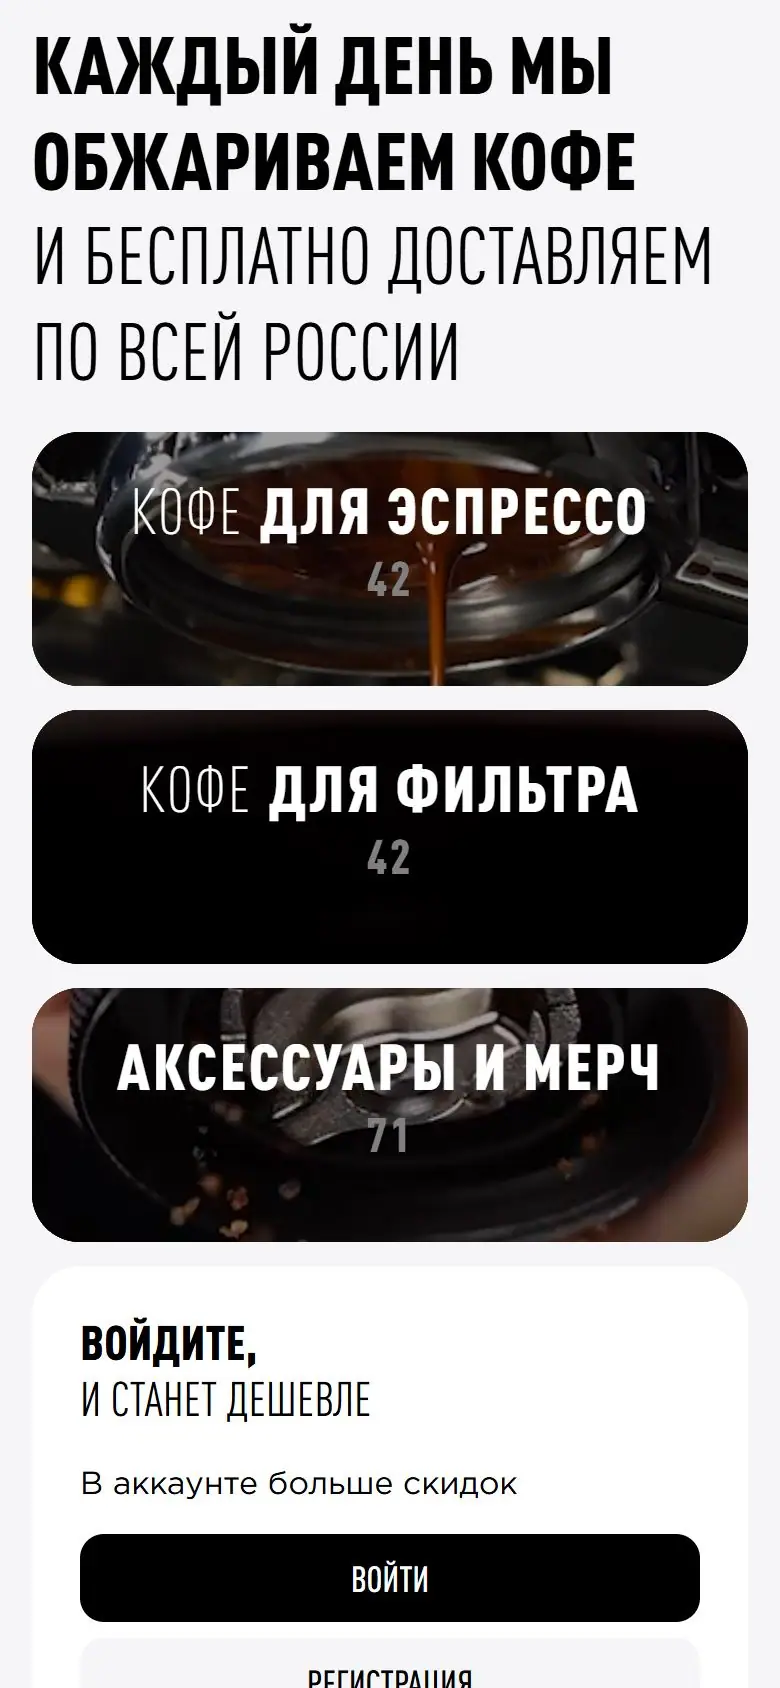 КАЖДЫЙ ДЕНЬ МЫ
ОБЖАРИВАЕМ КОФЕ
И БЕСПЛАТНО ДОСТАВЛЯЕМ
ПО ВСЕЙ РОССИИ
КОФЕ ДЛЯ ЭСПРЕССО
42
КОФЕ ДЛЯ ФИЛЬТРА
42
АКСЕССУАРЫ И МЕРЧ
71
ВОЙДИТЕ,
И СТАНЕТ ДЕШЕВЛЕ
В аккаунте больше скидок
ВОЙТИ
РЕГИСТРАЦИЯ